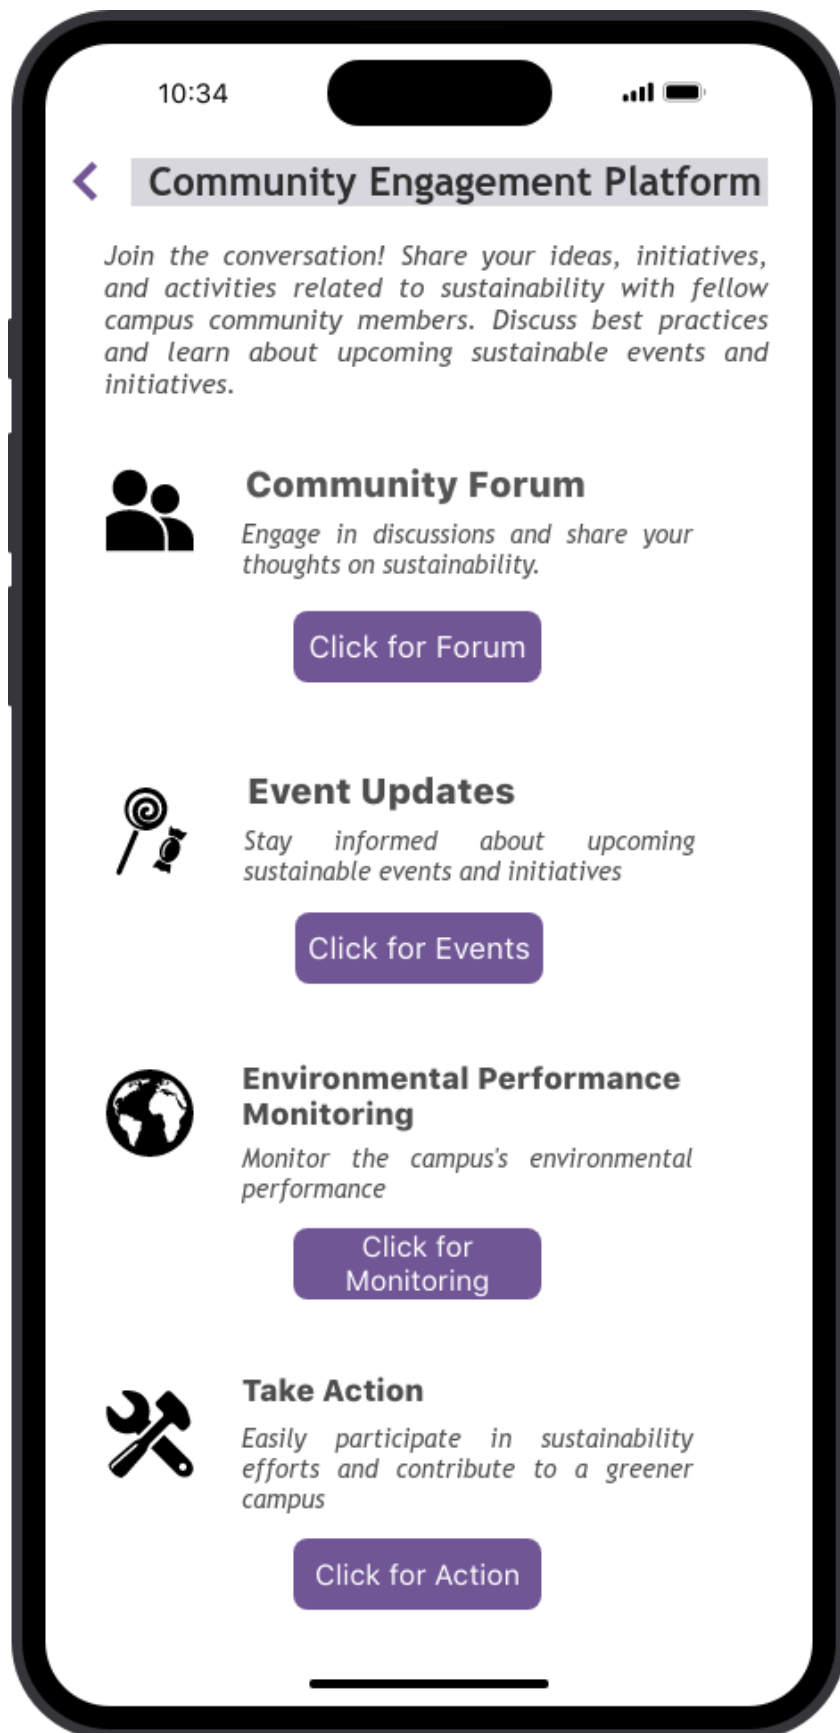 10:34
Community Engagement Platform
Join the conversation! Share your ideas, initiatives,
and activities related to sustainability with fellow
campus community members. Discuss best practices
and learn about upcoming sustainable events and
initiatives.
Community Forum
Engage in discussions and share your
thoughts on sustainability.
Click for Forum
Event Updates
Stay informed about upcoming
sustainable events and initiatives
Click for Events
Environmental Performance
Monitoring
Monitor the campus's environmental
performance
Click for
Monitoring
Take Action
Easily participate in sustainability
efforts and contribute to a greener
campus
Click for Action